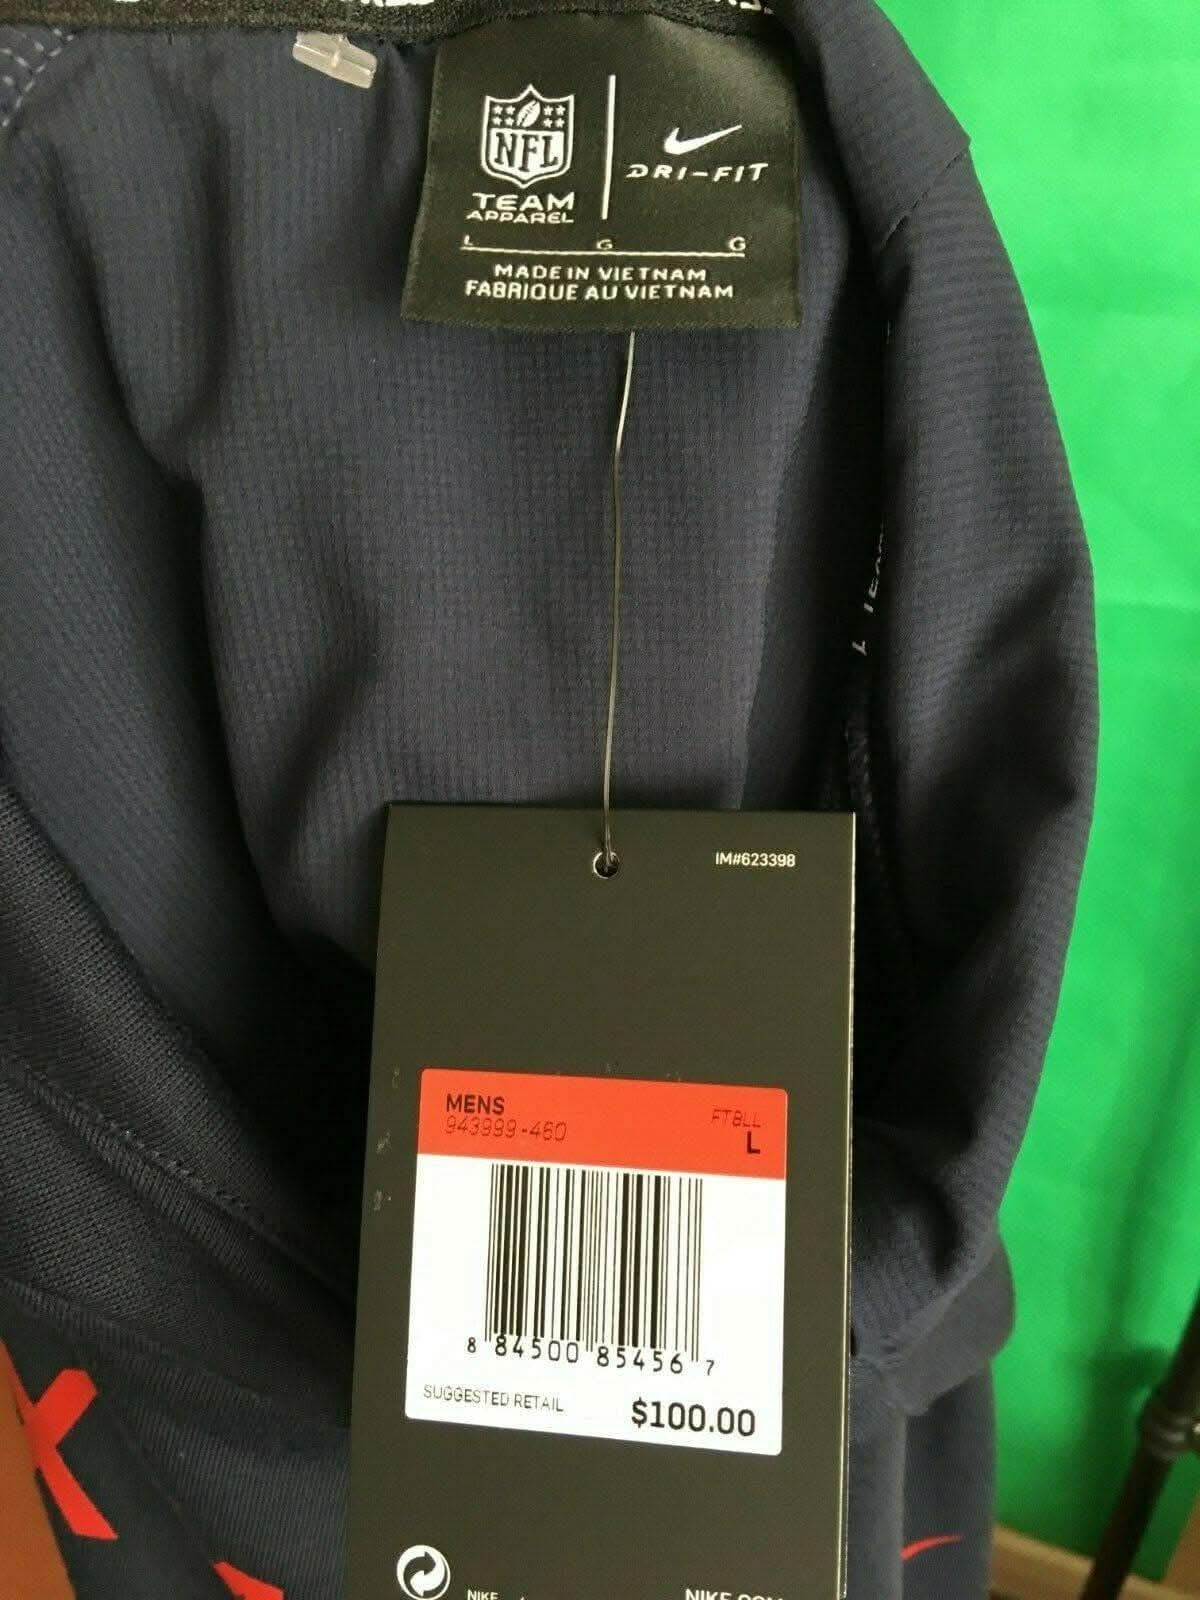 NFL
TEAM
APPAREL
DRI-FIT
L G G
MADE IN VIETNAM
FABRIQUE AU VIETNAM
IM#623398
MENS
943999-460
FTBLL
L
8 84500 85456 7
SUGGESTED RETAIL
$100.00
NIKE
NIKE.COM
X